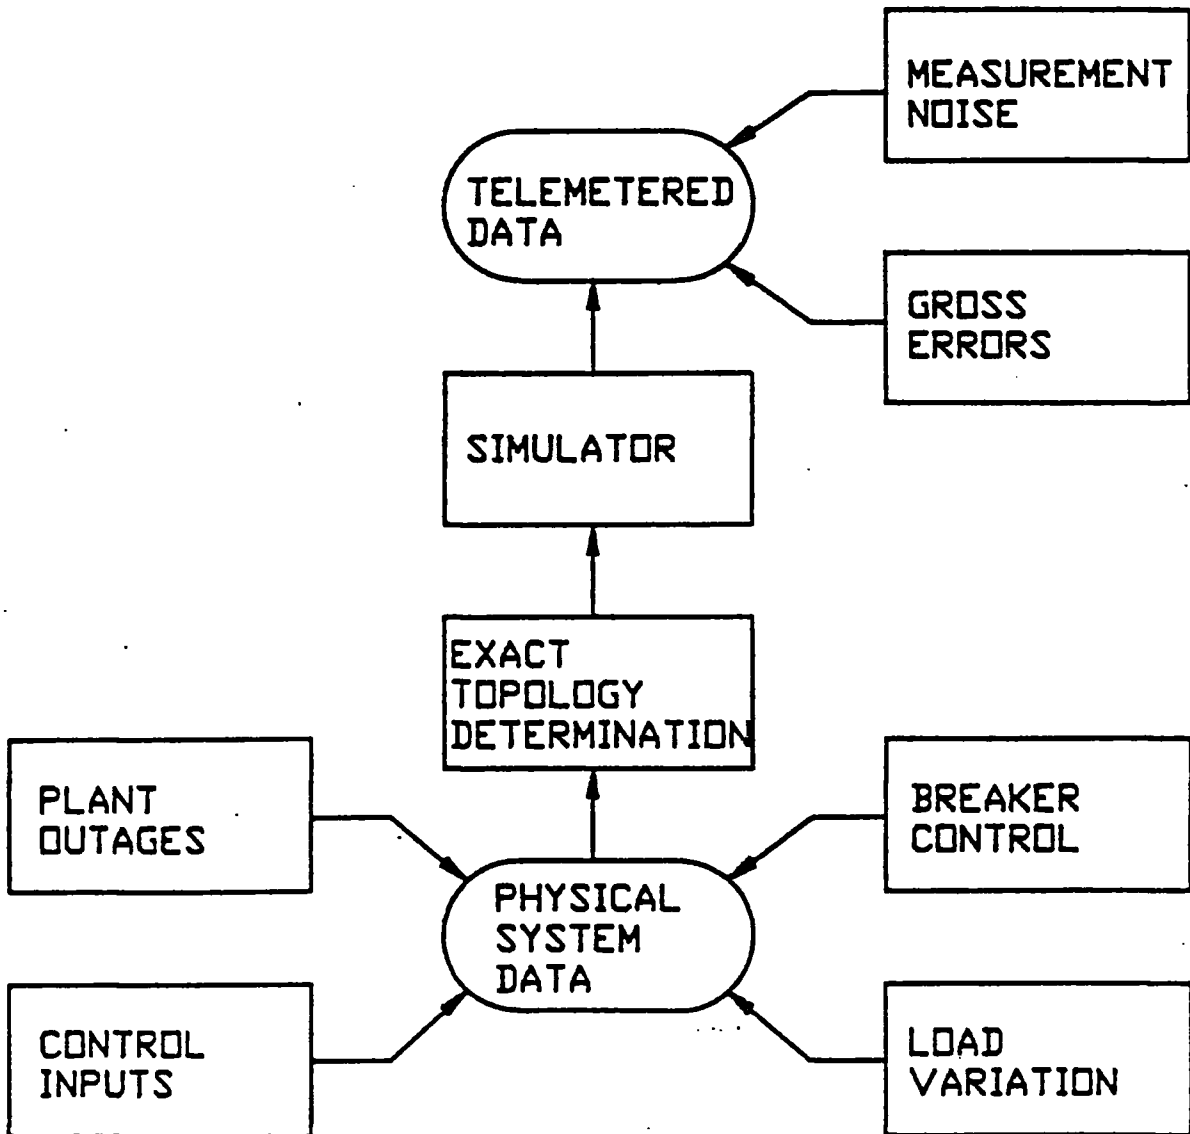 MEASUREMENT
NOISE
TELEMETERED
DATA
GROSS
ERRORS
SIMULATOR
EXACT
TOPOLOGY
DETERMINATION
PLANT
OUTAGES
BREAKER
CONTROL
PHYSICAL
SYSTEM
DATA
CONTROL
INPUTS
LOAD
VARIATION